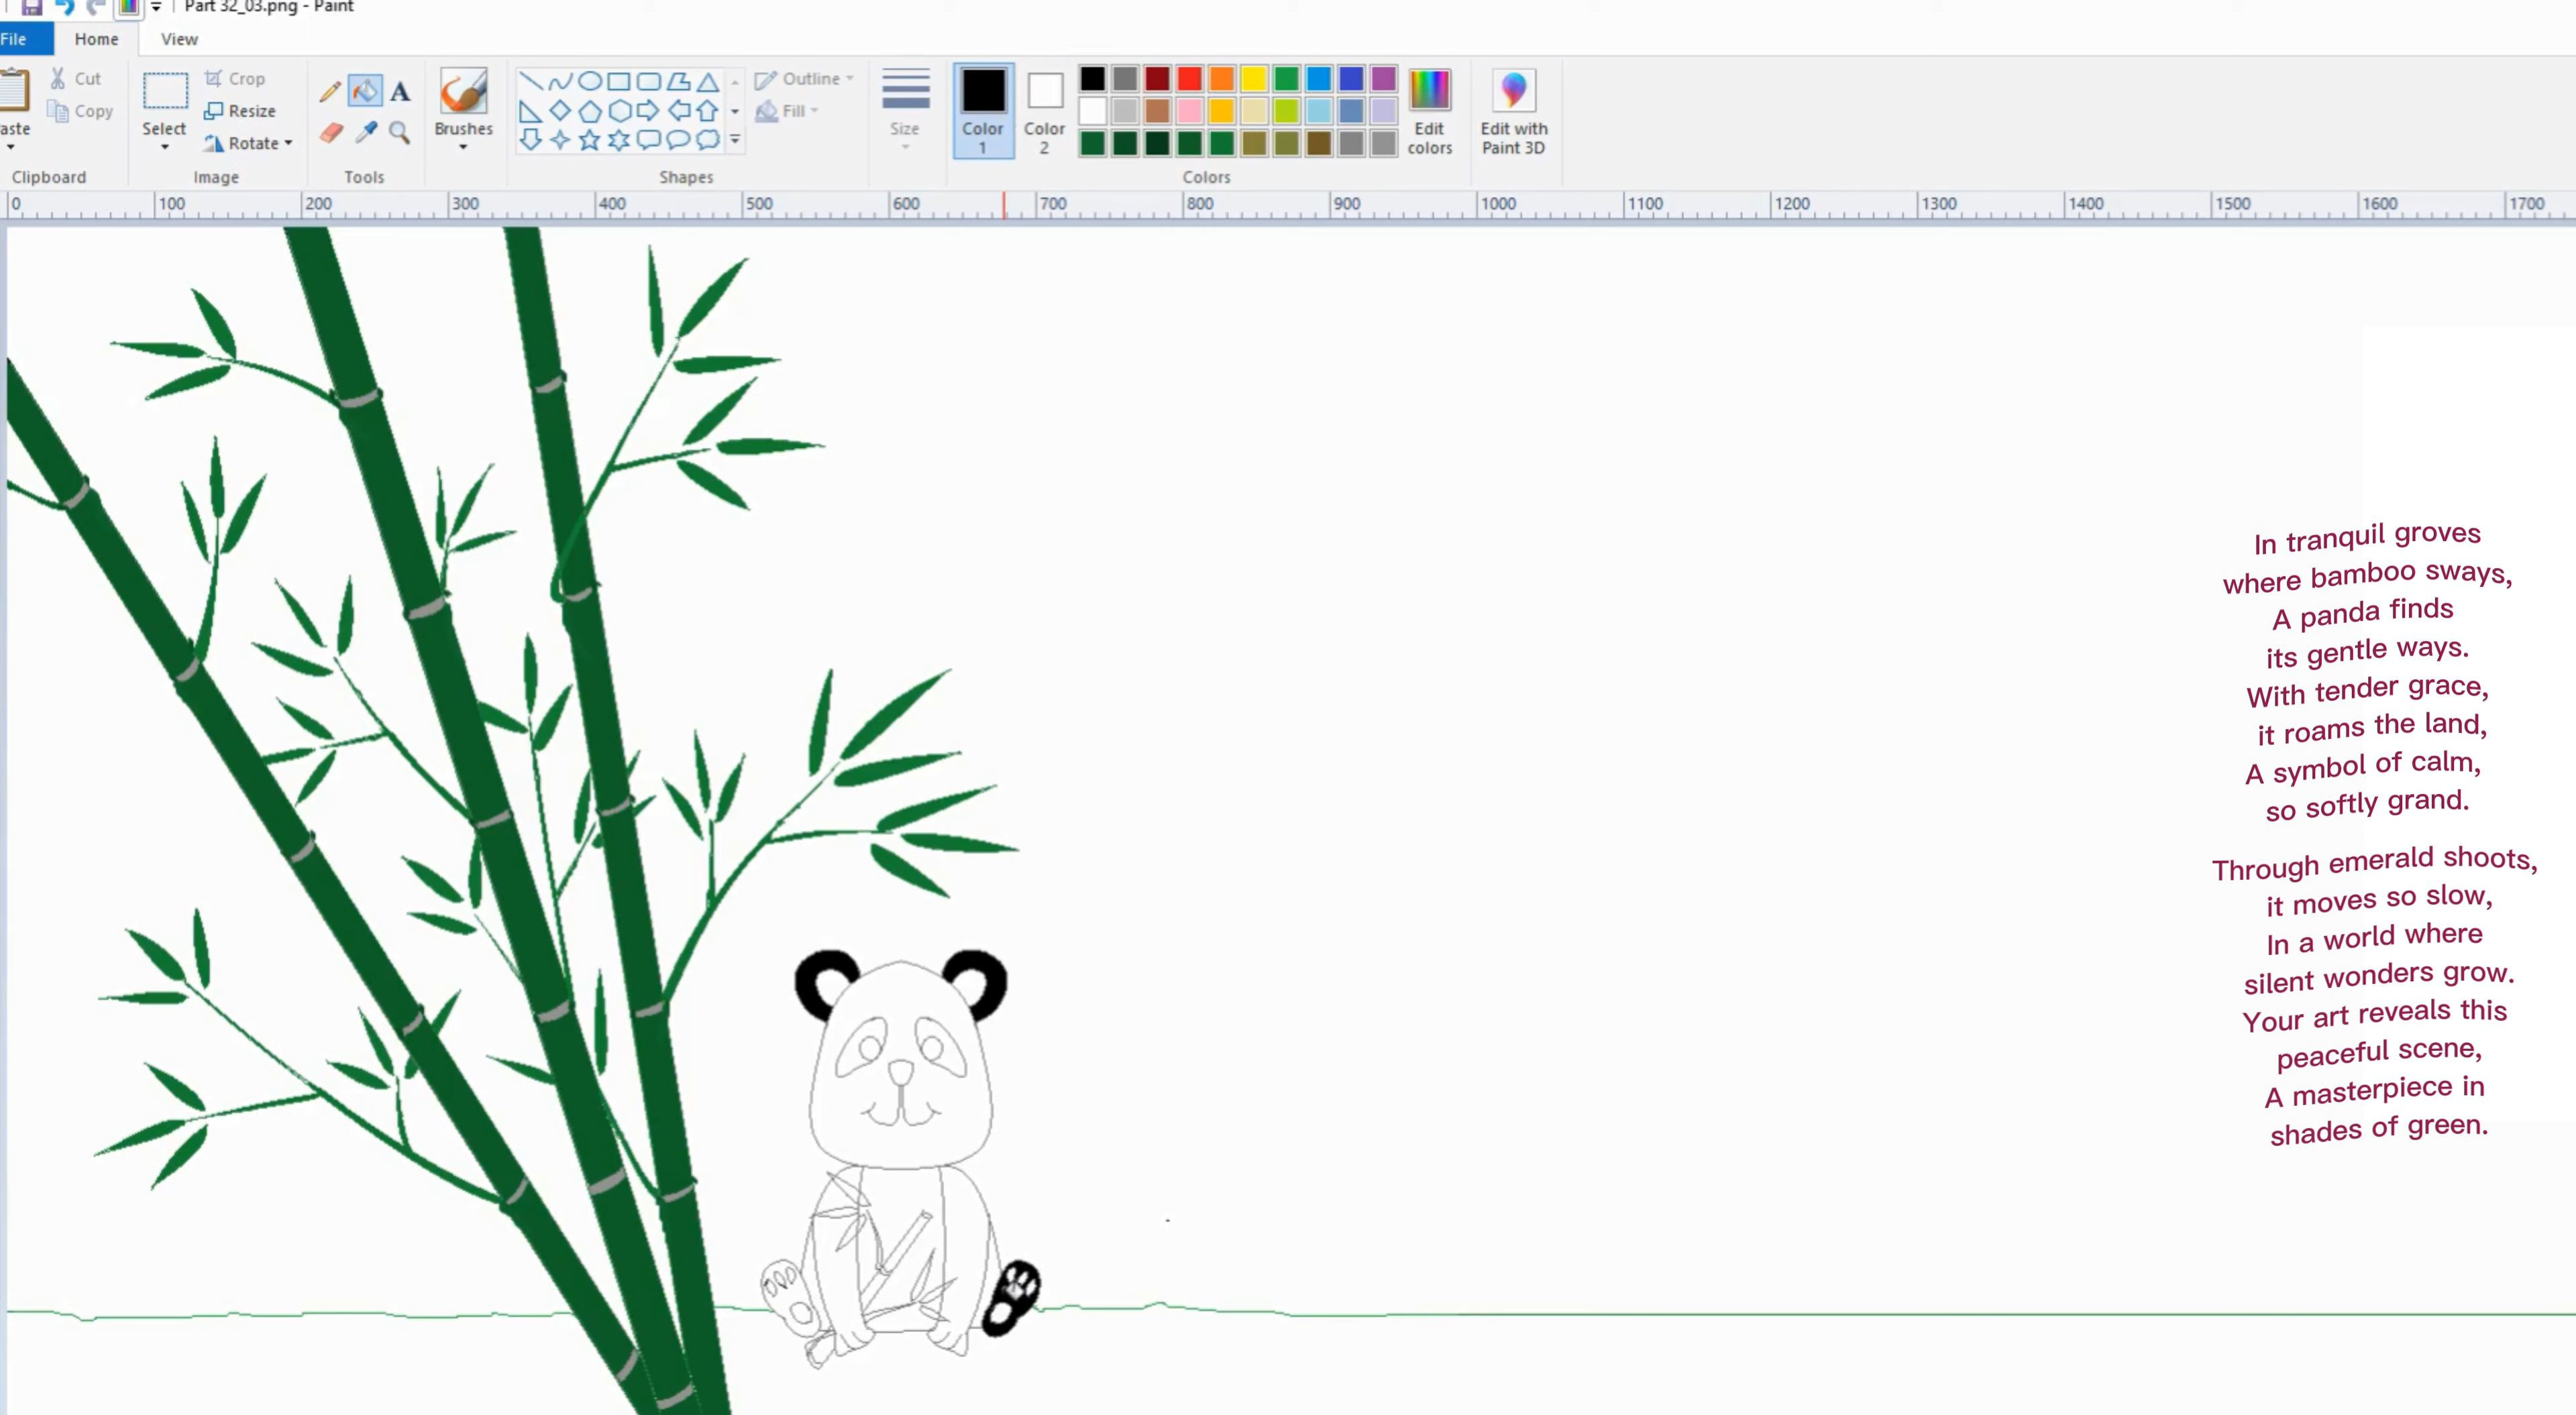 Part 32_03.png - Paint
File Home View
Cut
Copy
aste
Clipboard
Select
Crop
Resize
Rotate
Image
A
Tools
Brushes
Shapes
Outline
Fill
Size
Color
1
Color
2
Colors
Edit
colors
Edit with
Paint 3D
0 100 200 300 400 500 600 700 800 900 1000 1100 1200 1300 1400 1500 1600 1700
In tranquil groves
where bamboo sways,
A panda finds
its gentle ways.
With tender grace,
it roams the land,
A symbol of calm,
so softly grand.
Through emerald shoots,
it moves so slow,
In a world where
silent wonders grow.
Your art reveals this
peaceful scene,
A masterpiece in
shades of green.